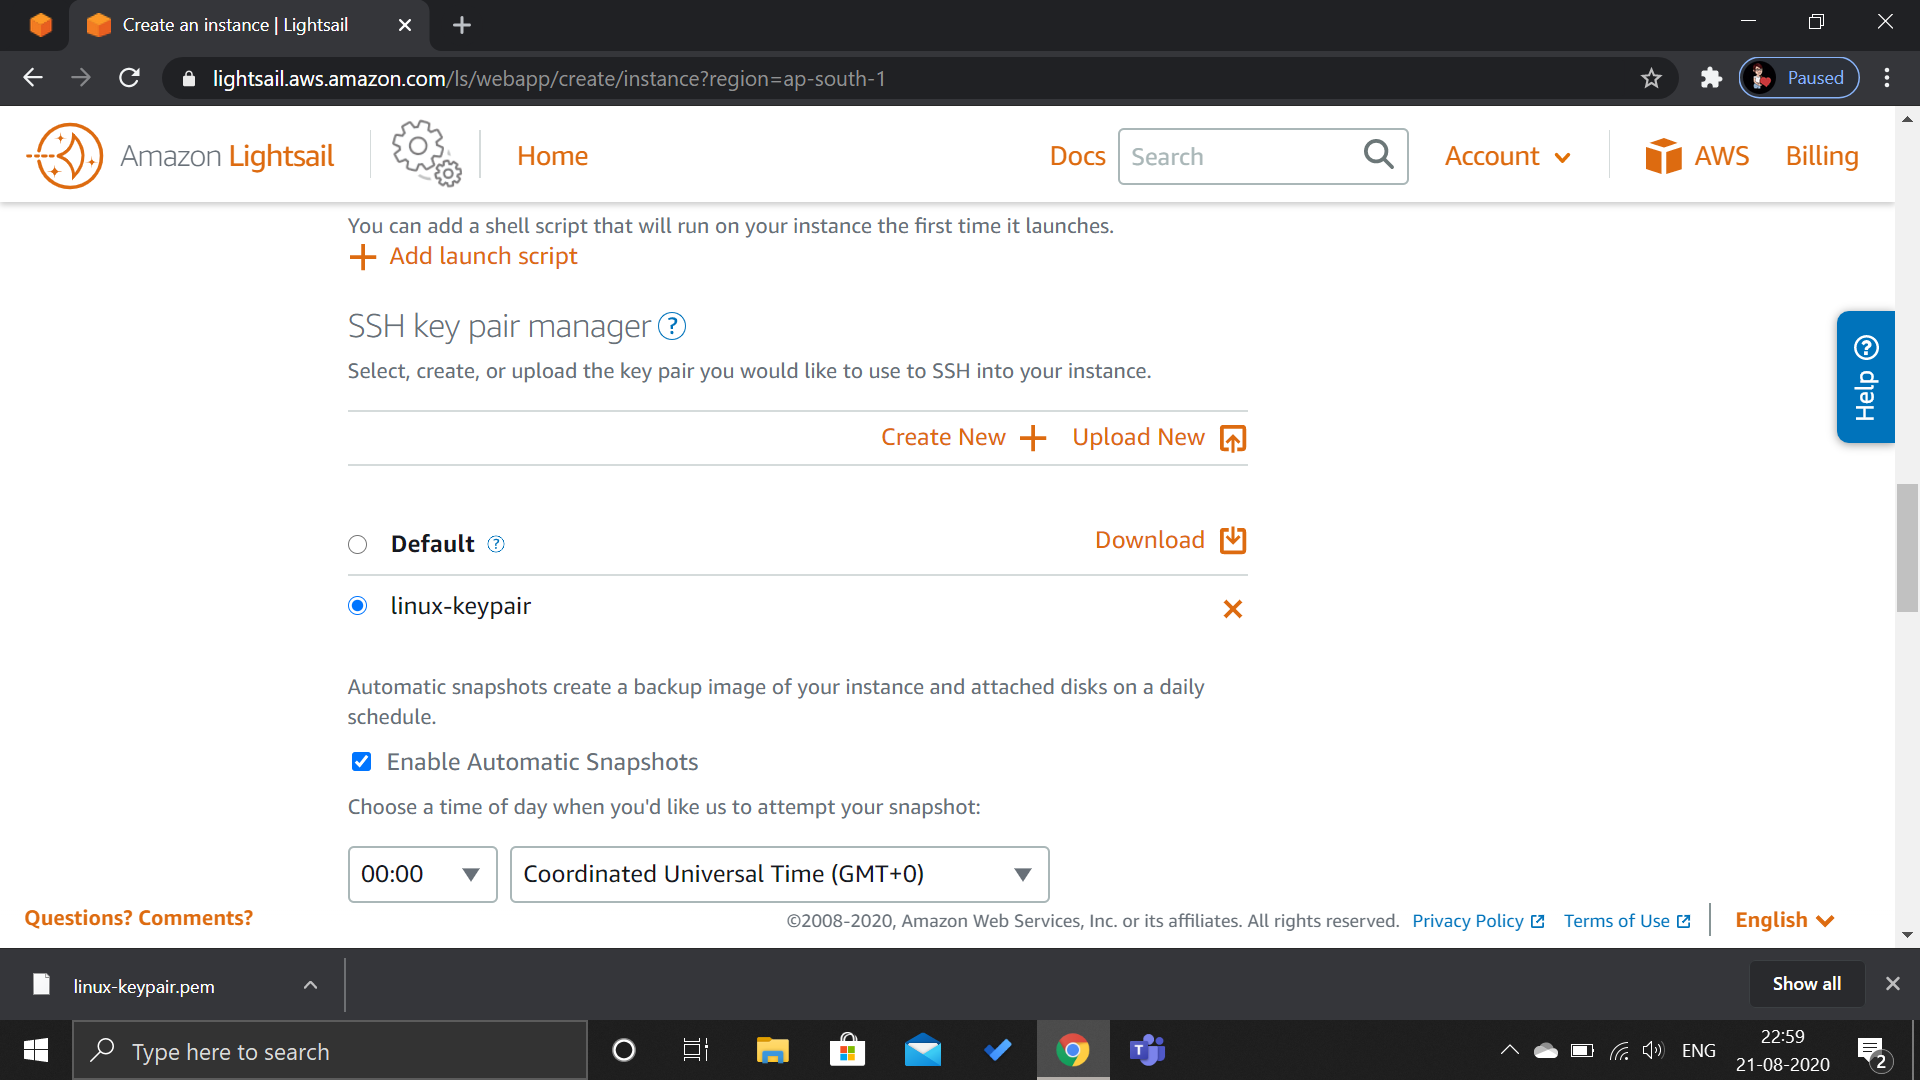 Create an instance | Lightsail
lightsail.aws.amazon.com/ls/webapp/create/instance?region=ap-south-1
Paused
Amazon Lightsail
Home
Docs
Search
Account
AWS
Billing
You can add a shell script that will run on your instance the first time it launches.
Add launch script
SSH key pair manager ?
Select, create, or upload the key pair you would like to use to SSH into your instance.
Create New
Upload New
Default ?
Download
linux-keypair
Automatic snapshots create a backup image of your instance and attached disks on a daily
schedule.
Enable Automatic Snapshots
Choose a time of day when you'd like us to attempt your snapshot:
00:00
Coordinated Universal Time (GMT+0)
Help ?
Questions? Comments?
©2008-2020, Amazon Web Services, Inc. or its affiliates. All rights reserved.
Privacy Policy
Terms of Use
English
linux-keypair.pem
Show all
Type here to search
T
ENG
22:59
21-08-2020
2